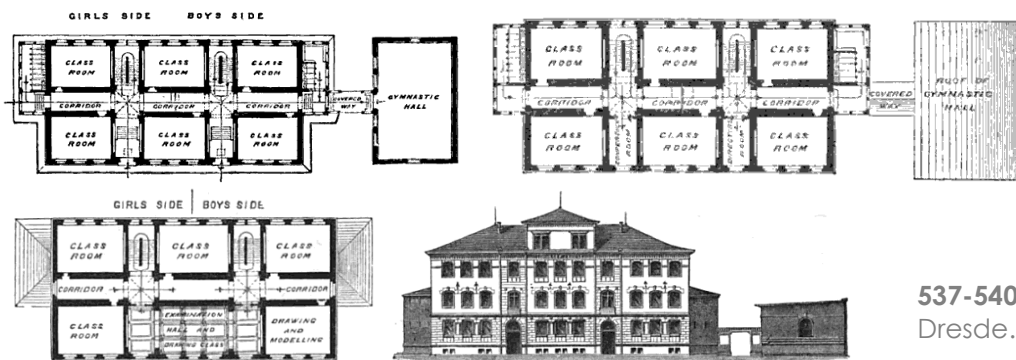 GIRLS SIDE BOYS SIDE
CLASS ROOM
CLASS ROOM
CLASS ROOM
CORRIDOR
CORRIDOR
CORRIDOR
COVERED WAY
GYMNASTIC HALL
CLASS ROOM
CLASS ROOM
CLASS ROOM
CLASS ROOM
CLASS ROOM
CLASS ROOM
CORRIDOR
CORRIDOR
CORRIDOR
COVERED WAY
ROOF OF GYMNASTIC HALL
CLASS ROOM
CLASS ROOM
CLASS ROOM
GIRLS SIDE BOYS SIDE
CLASS ROOM
CLASS ROOM
CLASS ROOM
CORRIDOR
CORRIDOR
CLASS ROOM
EXAMINATION
HALL AND
DRAWING CLASS
DRAWING
AND
MODELLING
537-540
Dresde.